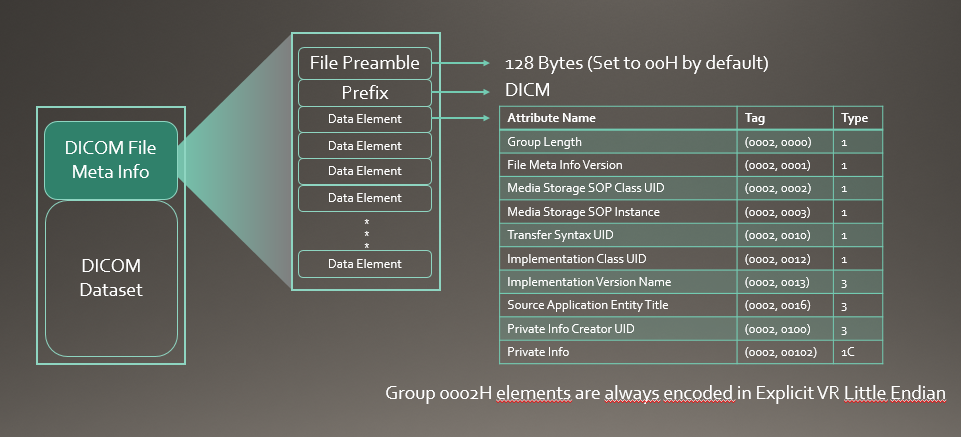 DICOM File
Meta Info
DICOM
Dataset
File Preamble
Prefix
Data Element
Data Element
Data Element
Data Element
*
*
*
Data Element
128 Bytes (Set to 00H by default)
DICM
Attribute Name Tag Type
Group Length (0002, 0000) 1
File Meta Info Version (0002, 0001) 1
Media Storage SOP Class UID (0002, 0002) 1
Media Storage SOP Instance (0002, 0003) 1
Transfer Syntax UID (0002, 0010) 1
Implementation Class UID (0002, 0012) 1
Implementation Version Name (0002, 0013) 3
Source Application Entity Title (0002, 0016) 3
Private Info Creator UID (0002, 0100) 3
Private Info (0002, 00102) 1C
Group 0002H elements are always encoded in Explicit VR Little Endian